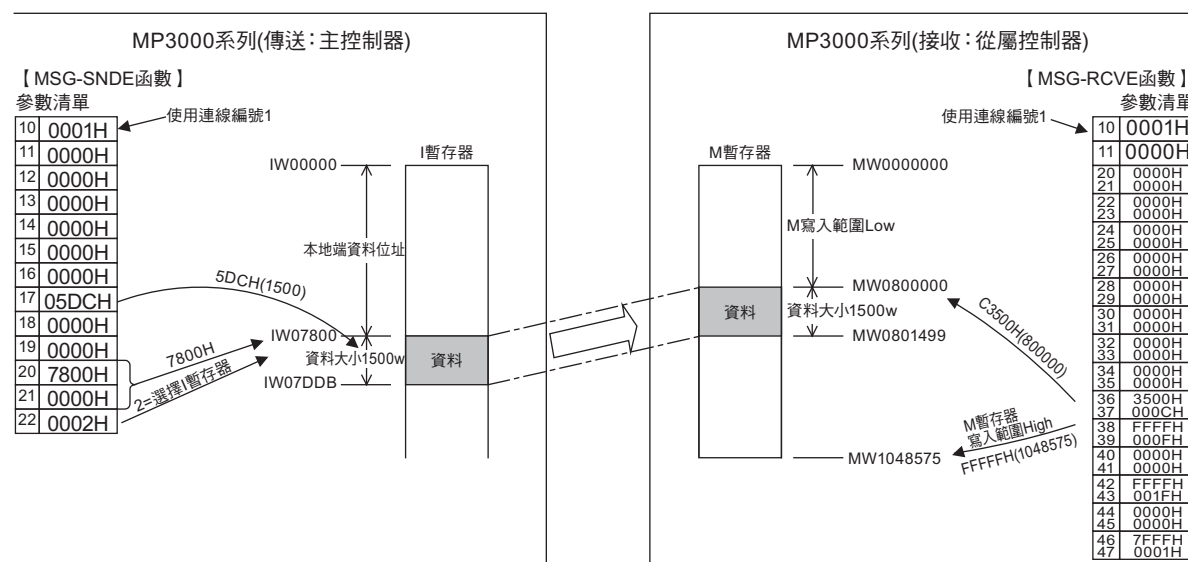 MP3000系列(傳送：主控制器)
【 MSG-SNDE函數 】
參數清單
使用連線編號1
10 0001H
11 0000H
12 0000H
13 0000H
14 0000H
15 0000H
16 0000H
17 05DCH
18 0000H
19 0000H
20 7800H
21 0000H
22 0002H
5DCH(1500)
7800H
2=選擇I暫存器
I暫存器
IW00000
本地端資料位址
IW07800
資料大小1500w
資料
IW07DDB
MP3000系列(接收：從屬控制器)
【 MSG-RCVE函數 】
參數清單
使用連線編號1
M暫存器
MW0000000
M寫入範圍Low
MW0800000
資料
資料大小1500w
MW0801499
MW1048575
C3500H(800000)
M暫存器
寫入範圍High
FFFFFH(1048575)
10 0001H
11 0000H
20 0000H
21 0000H
22 0000H
23 0000H
24 0000H
25 0000H
26 0000H
27 0000H
28 0000H
29 0000H
30 0000H
31 0000H
32 0000H
33 0000H
34 0000H
35 0000H
36 3500H
37 000CH
38 FFFFH
39 000FH
40 0000H
41 0000H
42 FFFFH
43 001FH
44 0000H
45 0000H
46 7FFFH
47 0001H